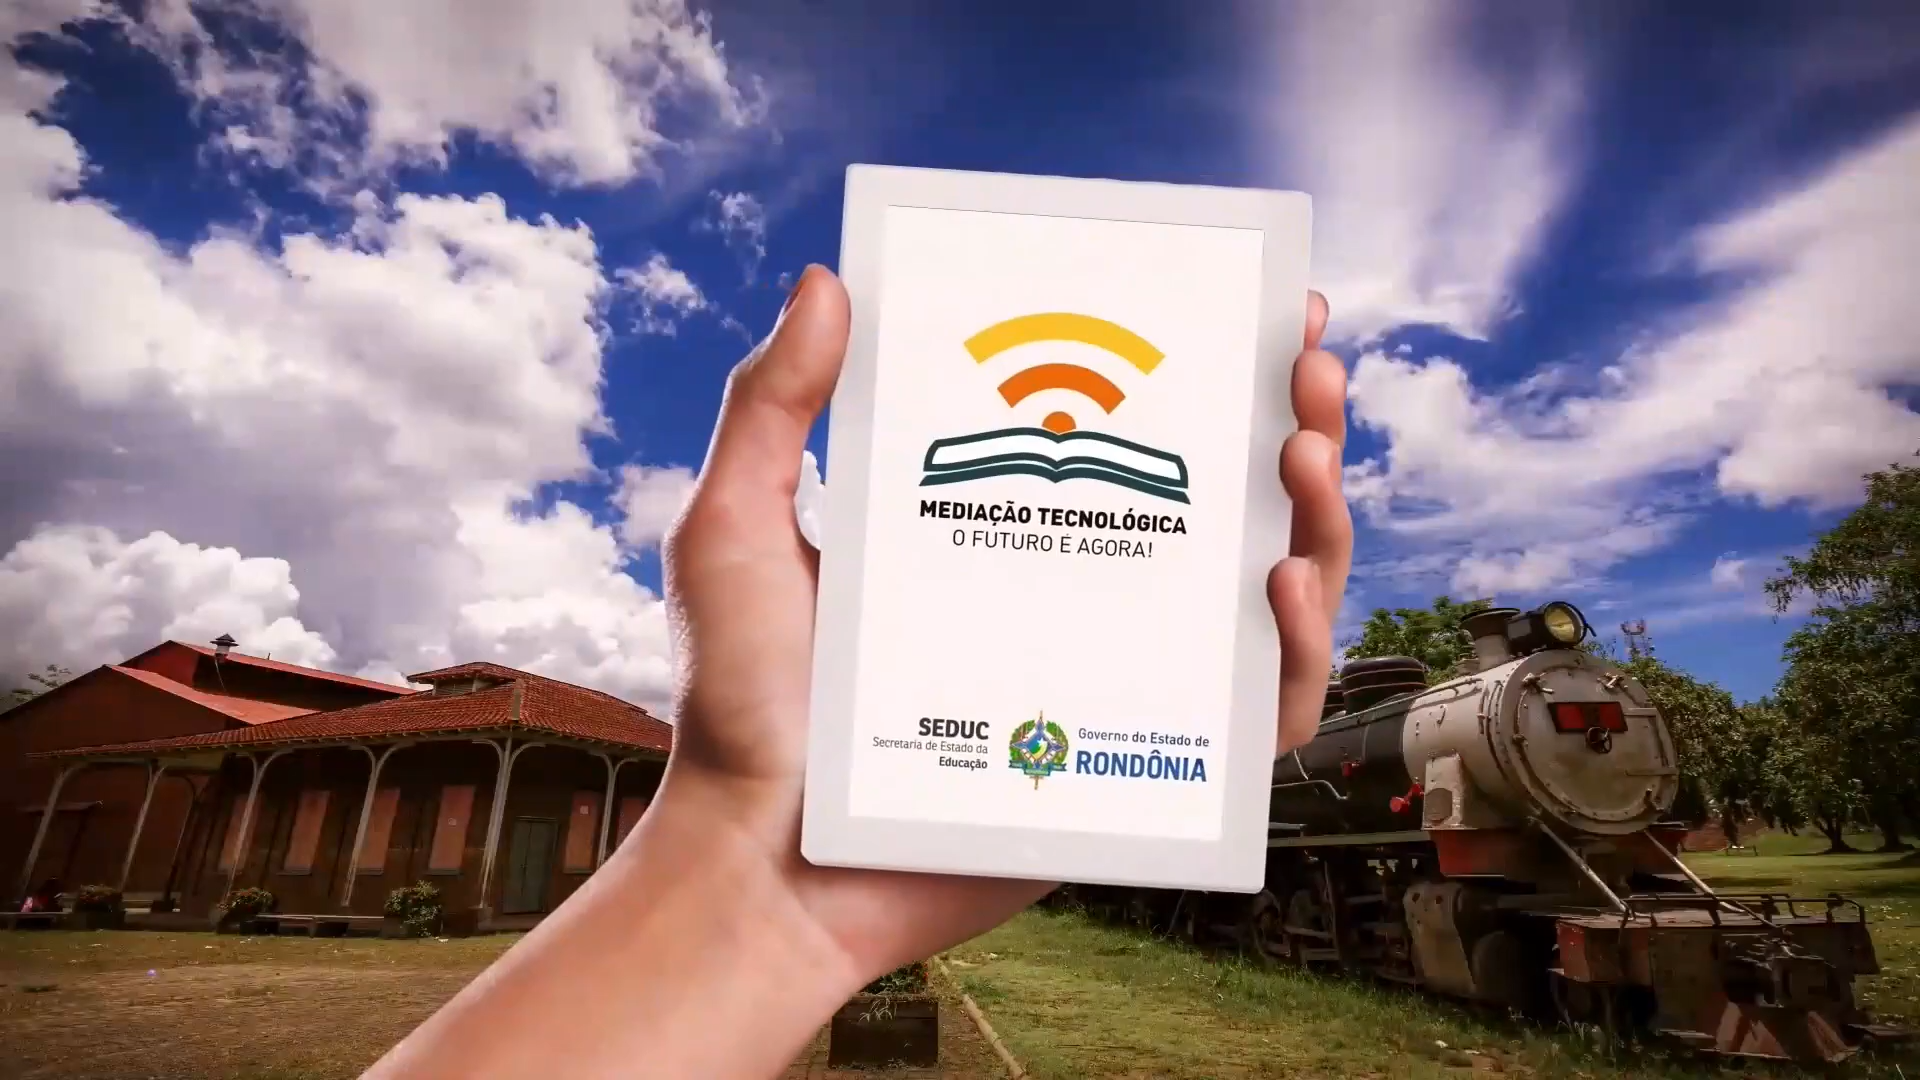 MEDIAÇÃO TECNOLÓGICA
O FUTURO É AGORA!
SEDUC
Secretaria de Estado da
Educação
Governo do Estado de
RONDÔNIA